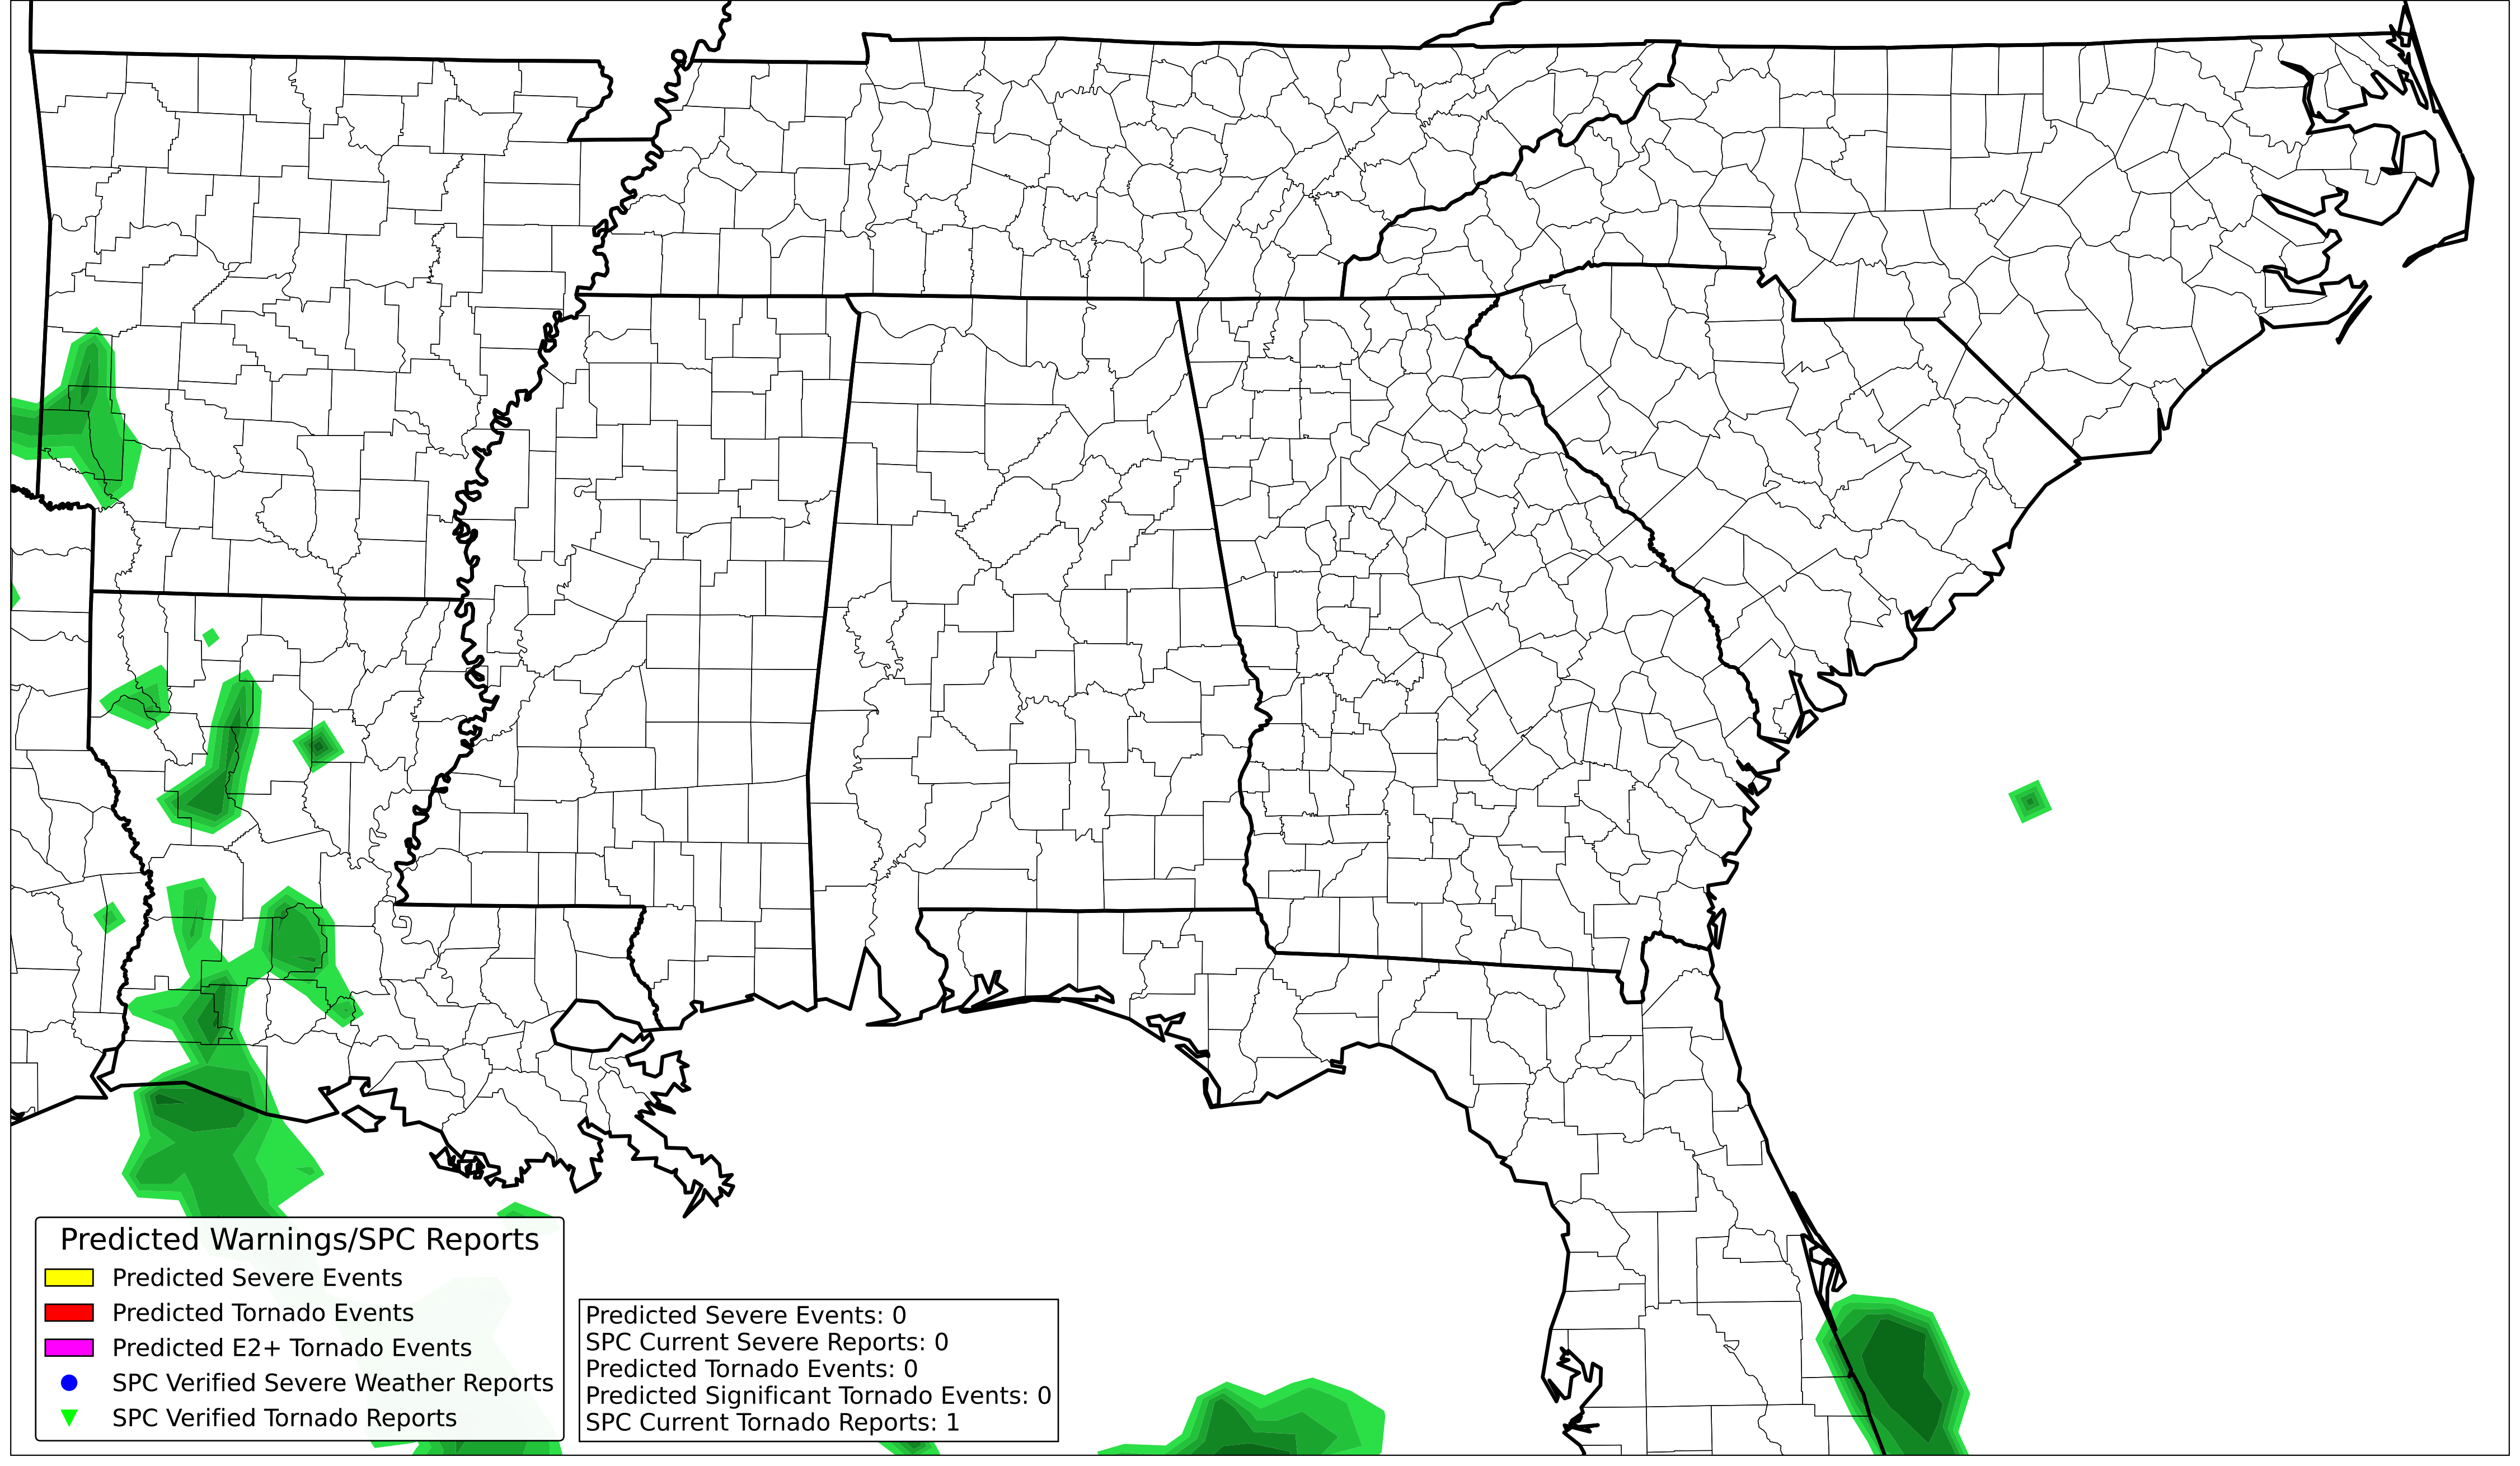 Predicted Warnings/SPC Reports
Predicted Severe Events
Predicted Tornado Events
Predicted E2+ Tornado Events
SPC Verified Severe Weather Reports
SPC Verified Tornado Reports
Predicted Severe Events: 0
SPC Current Severe Reports: 0
Predicted Tornado Events: 0
Predicted Significant Tornado Events: 0
SPC Current Tornado Reports: 1